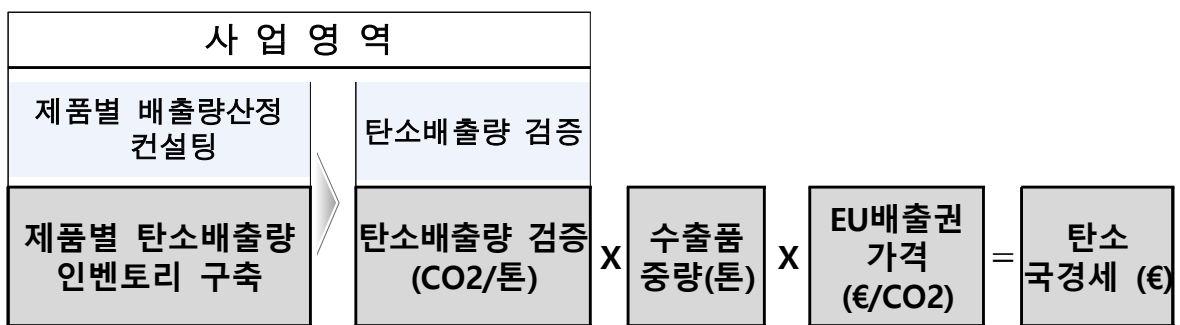 사 업 영 역
제품별 배출량산정
컨설팅
탄소배출량 검증
제품별 탄소배출량
인벤토리 구축
탄소배출량 검증
(CO2/톤)
X
수출품
중량(톤)
X
EU배출권
가격
(€/CO2)
=
탄소
국경세 (€)